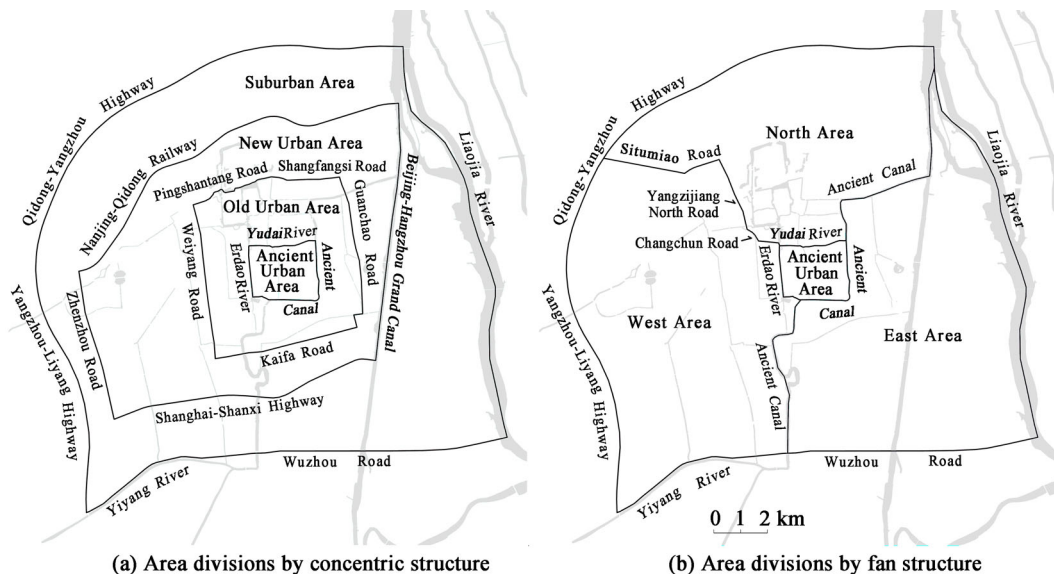 Qidong-Yangzhou Highway
Suburban Area
Nanjing-Qidong Railway
New Urban Area
Pingshantang Road
Shangfangsi Road
Old Urban Area
Guanchao Road
Beijing-Hangzhou Grand Canal
Liaojia River
Weiyang Road
Yudai River
Erdao River
Ancient
Urban
Area
Ancient
Canal
Zhenzhou Road
Kaifa Road
Yangzhou-Liyang Highway
Shanghai-Shanxi Highway
Yiyang River
Wuzhou Road
(a) Area divisions by concentric structure
Qidong-Yangzhou Highway
North Area
Situmiao Road
Ancient Canal
Liaojia River
Yangzijiang
North Road
Changchun Road
Yudai River
Erdao River
Ancient
Urban
Area
Ancient
Canal
West Area
East Area
Ancient Canal
Yangzhou-Liyang Highway
Yiyang River
Wuzhou Road
0 1 2 km
(b) Area divisions by fan structure